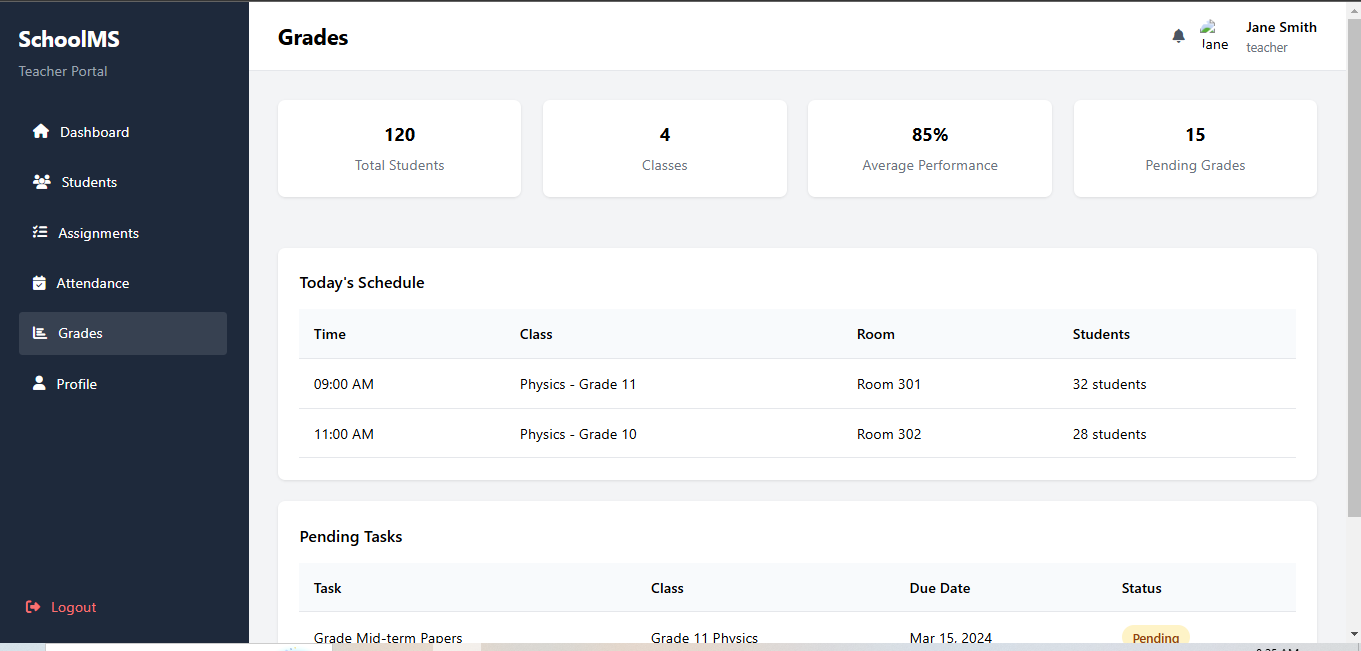 SchoolMS
Teacher Portal
Dashboard
Students
Assignments
Attendance
Grades
Profile
Logout
Grades
Jane
Jane Smith
teacher
120
Total Students
4
Classes
85%
Average Performance
15
Pending Grades
Today's Schedule
Time Class Room Students
09:00 AM Physics - Grade 11 Room 301 32 students
11:00 AM Physics - Grade 10 Room 302 28 students
Pending Tasks
Task Class Due Date Status
Grade Mid-term Papers Grade 11 Physics Mar 15, 2024 Pending